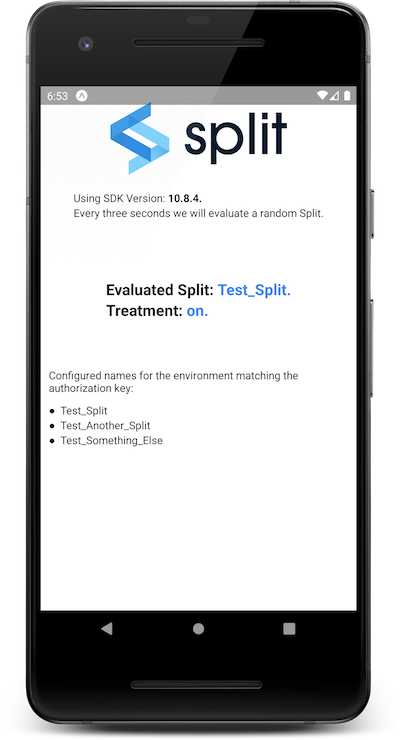 6:53
split
Using SDK Version: 10.8.4.
Every three seconds we will evaluate a random Split.
Evaluated Split: Test_Split.
Treatment: on.
Configured names for the environment matching the
authorization key:
● Test_Split
● Test_Another_Split
● Test_Something_Else